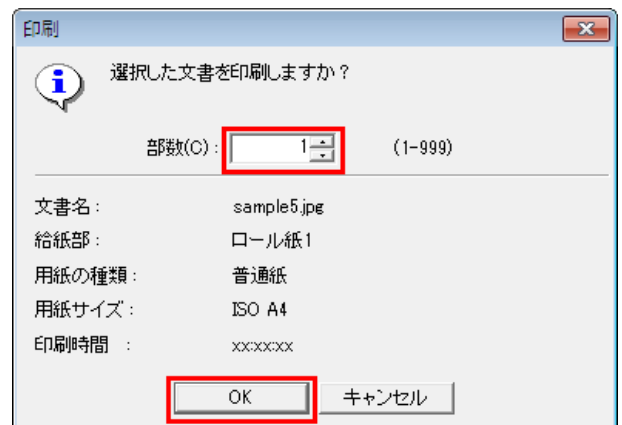 印刷
選択した文書を印刷しますか？
部数(C)： 1 (1-999)
文書名： sample5.jpg
給紙部： ロール紙1
用紙の種類： 普通紙
用紙サイズ： ISO A4
印刷時間 ： xx:xx:xx
OK キャンセル